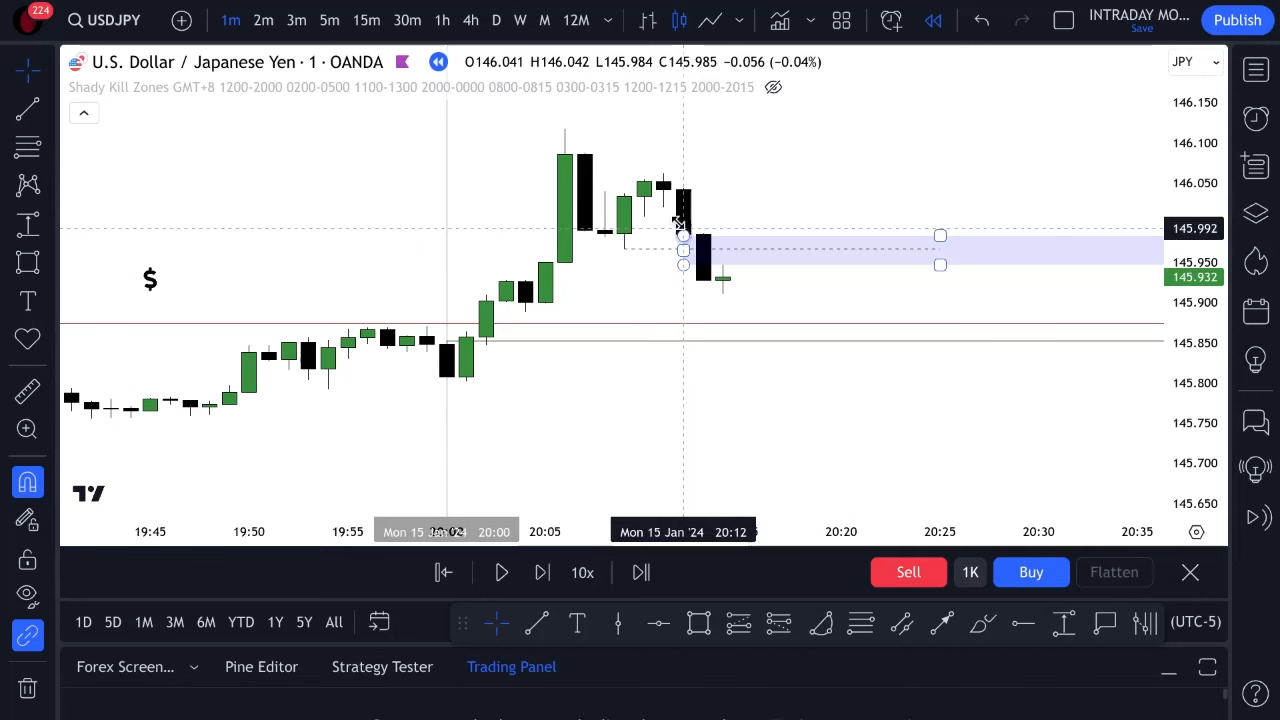 224
USDJPY
1m 2m 3m 5m 15m 30m 1h 4h D W M 12M
INTRADAY MO...
Save
Publish
U.S. Dollar / Japanese Yen · 1 · OANDA
O146.041 H146.042 L145.984 C145.985 −0.056 (−0.04%)
JPY
Shady Kill Zones GMT+8 1200-2000 0200-0500 1100-1300 2000-0000 0800-0815 0300-0315 1200-1215 2000-2015
146.150
146.100
146.050
145.992
145.950
145.932
145.900
145.850
145.800
145.750
145.700
145.650
$
19:45 19:50 19:55 Mon 15 Jan '24 20:00 20:05 Mon 15 Jan '24 20:12 20:20 20:25 20:30 20:35
10x
Sell 1K Buy Flatten
1D 5D 1M 3M 6M YTD 1Y 5Y All
(UTC-5)
Forex Screen... Pine Editor Strategy Tester Trading Panel